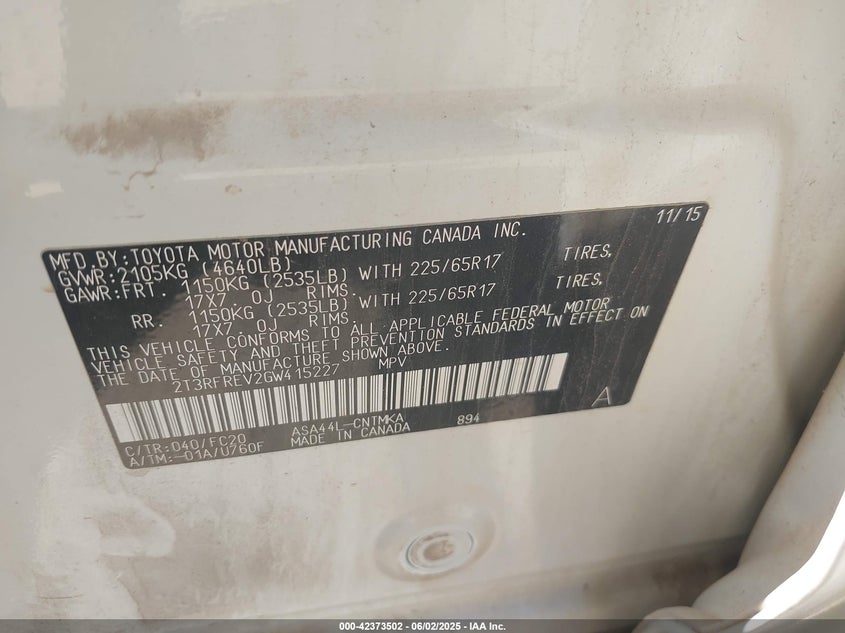 11/15
MFD.BY:TOYOTA MOTOR MANUFACTURING CANADA INC.
GVWR:2105KG (4640LB)
GAWR:FRT. 1150KG (2535LB) WITH 225/65R17 TIRES,
17X7.0J RIMS,
RR. 1150KG (2535LB) WITH 225/65R17 TIRES,
17X7.0J RIMS.
THIS VEHICLE CONFORMS TO ALL APPLICABLE FEDERAL MOTOR
VEHICLE SAFETY AND THEFT PREVENTION STANDARDS IN EFFECT ON
THE DATE OF MANUFACTURE SHOWN ABOVE.
2T3RFREV2GW415227 MPV
A
C/TR:040/FC20 ASA44L-CNTMKA 894
A/TM:-01A/U760F MADE IN CANADA
000-42373502 - 06/02/2025 - IAA Inc.